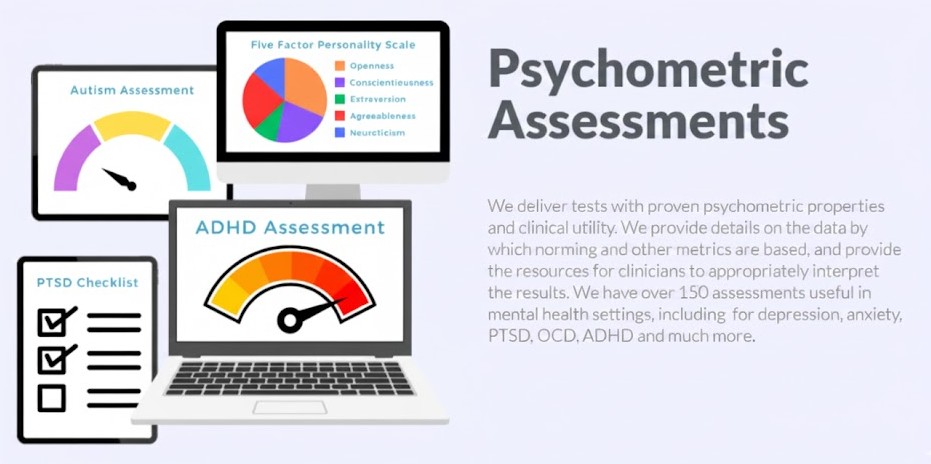 Five Factor Personality Scale
Openness
Conscientiousness
Extraversion
Agreeableness
Neuroticism
Autism Assessment
ADHD Assessment
PTSD Checklist
Psychometric
Assessments
We deliver tests with proven psychometric properties
and clinical utility. We provide details on the data by
which norming and other metrics are based, and provide
the resources for clinicians to appropriately interpret
the results. We have over 150 assessments useful in
mental health settings, including for depression, anxiety,
PTSD, OCD, ADHD and much more.